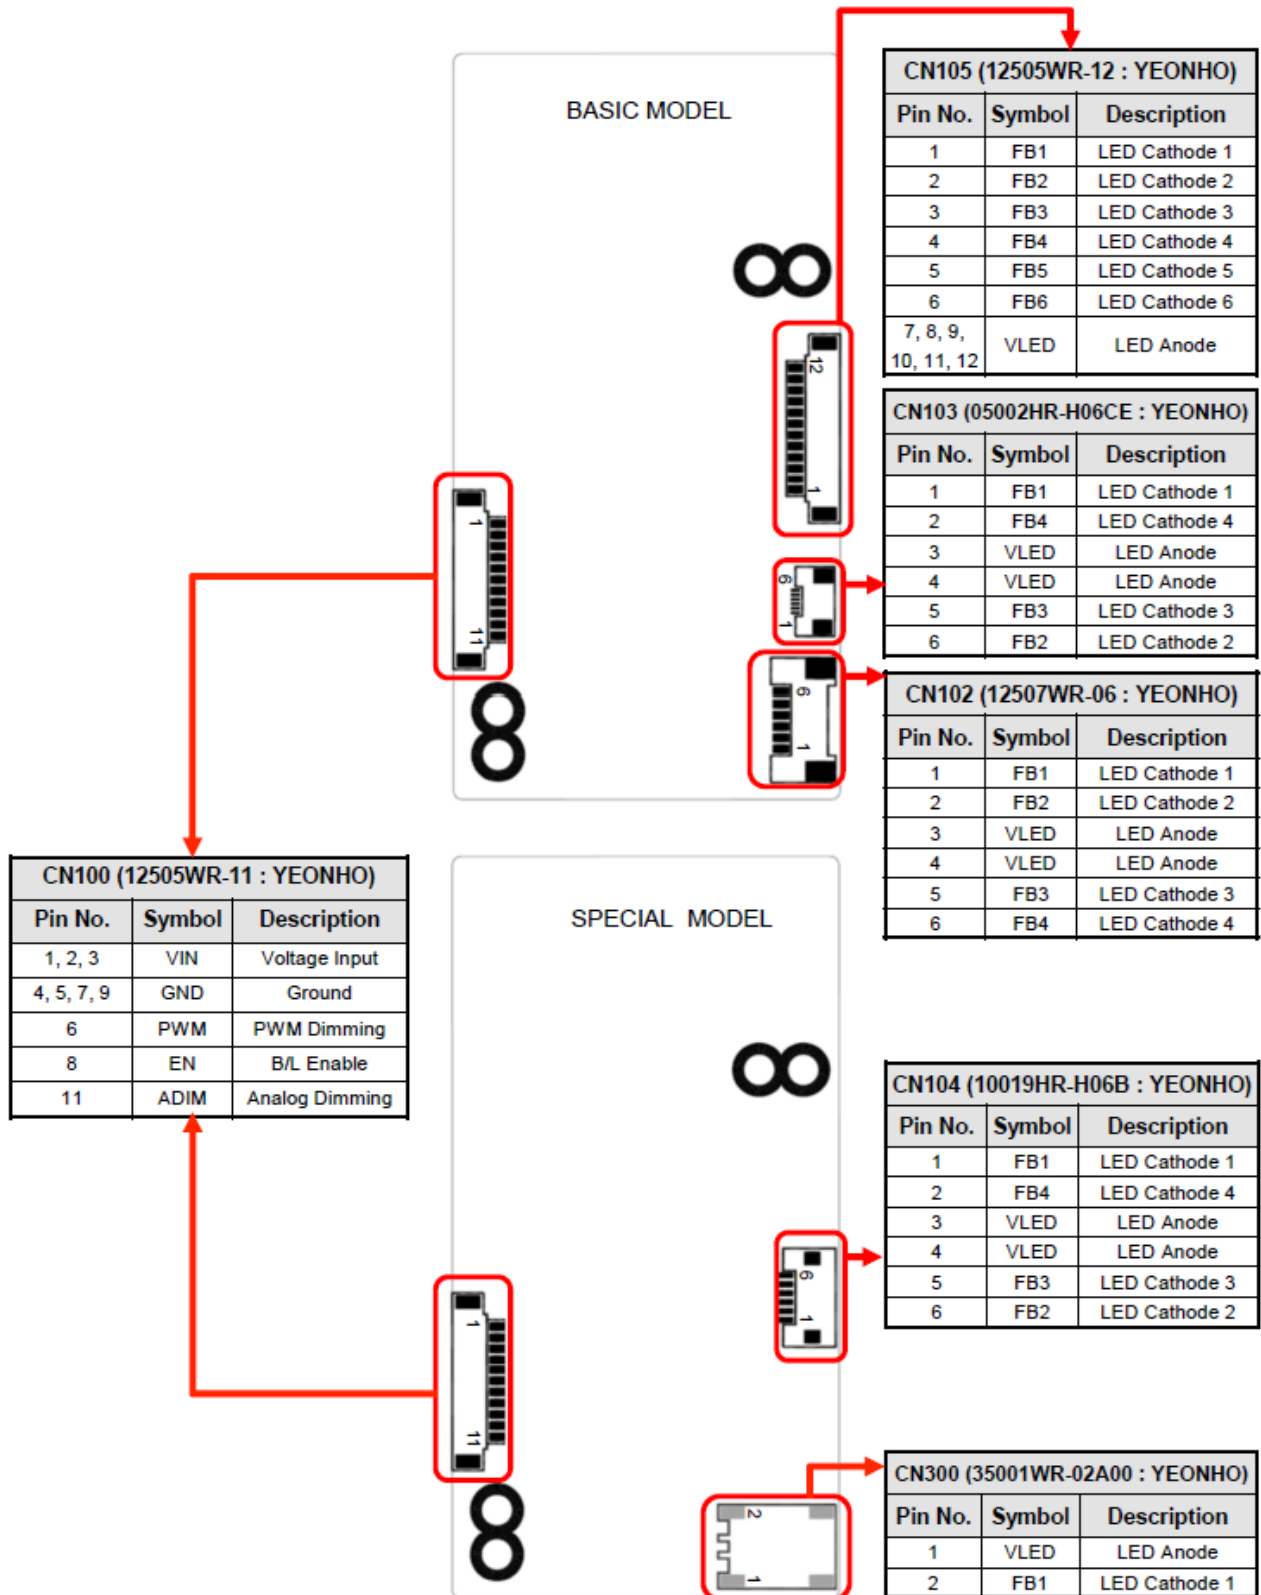 BASIC MODEL
12
1
1
11
6
1
6
1
CN105 (12505WR-12 : YEONHO)
Pin No. Symbol Description
1 FB1 LED Cathode 1
2 FB2 LED Cathode 2
3 FB3 LED Cathode 3
4 FB4 LED Cathode 4
5 FB5 LED Cathode 5
6 FB6 LED Cathode 6
7, 8, 9,
10, 11, 12 VLED LED Anode
CN103 (05002HR-H06CE : YEONHO)
Pin No. Symbol Description
1 FB1 LED Cathode 1
2 FB4 LED Cathode 4
3 VLED LED Anode
4 VLED LED Anode
5 FB3 LED Cathode 3
6 FB2 LED Cathode 2
CN102 (12507WR-06 : YEONHO)
Pin No. Symbol Description
1 FB1 LED Cathode 1
2 FB2 LED Cathode 2
3 VLED LED Anode
4 VLED LED Anode
5 FB3 LED Cathode 3
6 FB4 LED Cathode 4
CN100 (12505WR-11 : YEONHO)
Pin No. Symbol Description
1, 2, 3 VIN Voltage Input
4, 5, 7, 9 GND Ground
6 PWM PWM Dimming
8 EN B/L Enable
11 ADIM Analog Dimming
SPECIAL MODEL
6
1
1
11
2
1
CN104 (10019HR-H06B : YEONHO)
Pin No. Symbol Description
1 FB1 LED Cathode 1
2 FB4 LED Cathode 4
3 VLED LED Anode
4 VLED LED Anode
5 FB3 LED Cathode 3
6 FB2 LED Cathode 2
CN300 (35001WR-02A00 : YEONHO)
Pin No. Symbol Description
1 VLED LED Anode
2 FB1 LED Cathode 1